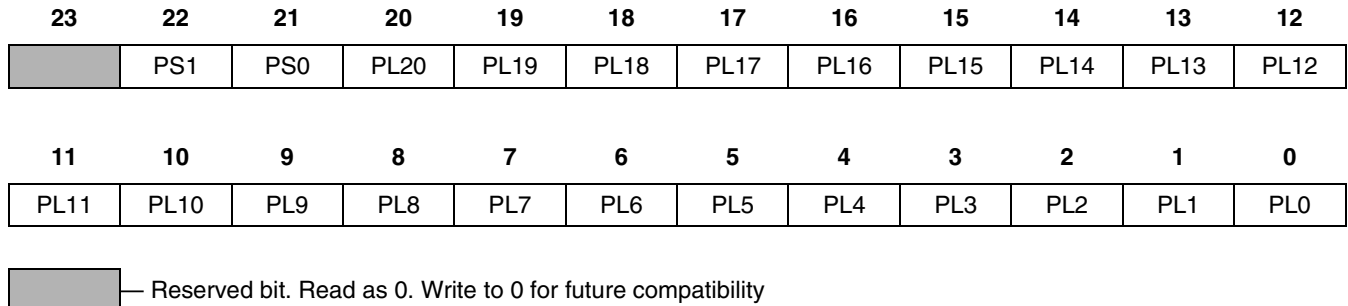 23 22 21 20 19 18 17 16 15 14 13 12
PS1 PS0 PL20 PL19 PL18 PL17 PL16 PL15 PL14 PL13 PL12
11 10 9 8 7 6 5 4 3 2 1 0
PL11 PL10 PL9 PL8 PL7 PL6 PL5 PL4 PL3 PL2 PL1 PL0
— Reserved bit. Read as 0. Write to 0 for future compatibility